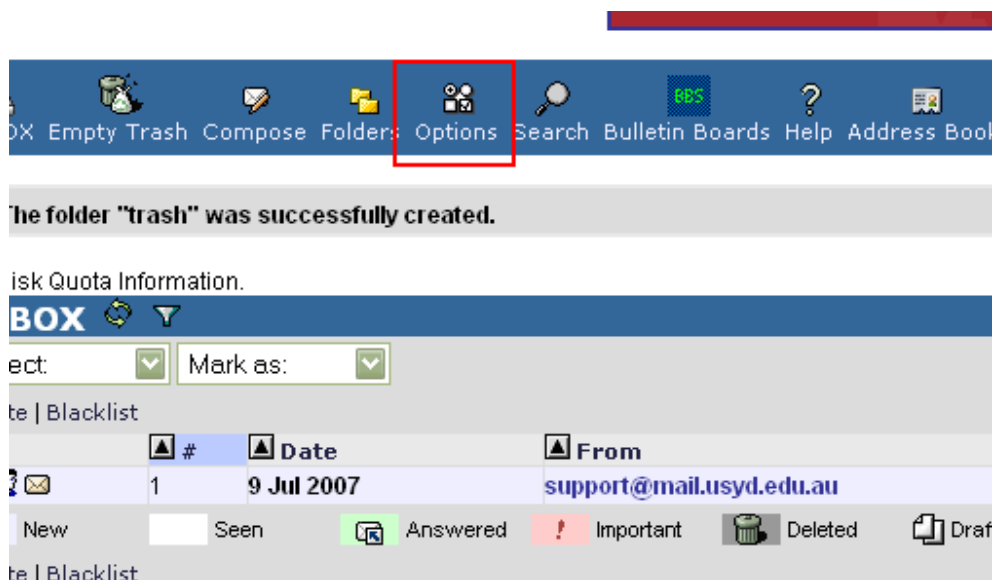 BBS
OX Empty Trash Compose Folders Options Search Bulletin Boards Help Address Book
The folder "trash" was successfully created.
isk Quota Information.
BOX
ect: Mark as:
te | Blacklist
# Date From
1 9 Jul 2007 support@mail.usyd.edu.au
New Seen Answered ! Important Deleted Draf
te | Blacklist